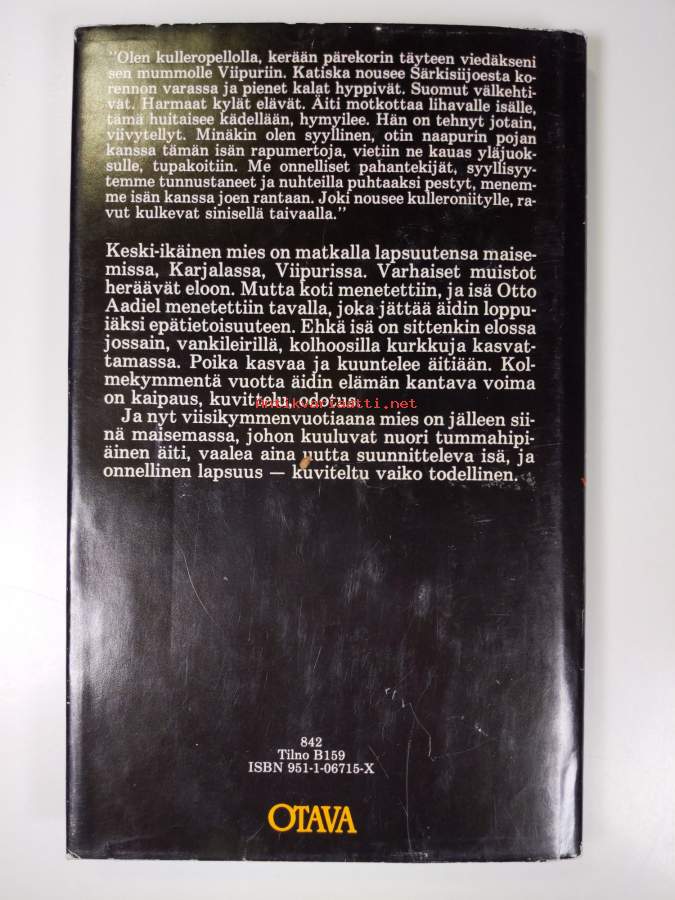 "Olen kulleropellolla, kerään pärekorin täyteen viedäkseni
sen mummolle Viipuriin. Katiska nousee Särkisijoesta ko-
rennon varassa ja pienet kalat hyppivät. Suomut välkehti-
vät. Harmaat kylät elävät. Äiti motkottaa lihavalle isälle,
tämä huitaisee kädellään, hymyilee. Hän on tehnyt jotain,
viivytellyt. Minäkin olen syyllinen, otin naapurin pojan
kanssa tämän isän rapumertoja, vietiin ne kauas yläjuok-
sulle, tupakoitiin. Me onnelliset pahantekijät, syyllisyy-
temme tunnustaneet ja nuhteilla puhtaaksi pestyt, menem-
me isän kanssa joen rantaan. Joki nousee kulleroniitylle, ra-
vut kulkevat sinisellä taivaalla."
Keski-ikäinen mies on matkalla lapsuutensa maise-
missa, Karjalassa, Viipurissa. Varhaiset muistot
heräävät eloon. Mutta koti menetettiin, ja isä Otto
Aadiel menetettiin tavalla, joka jättää äidin loppu-
iäksi epätietoisuuteen. Ehkä isä on sittenkin elossa
jossain, vankileirillä, kolhoosilla kurkkuja kasvat-
tamassa. Poika kasvaa ja kuuntelee äitiään. Kol-
mekymmentä vuotta äidin elämän kantava voima
on kaipaus, kuvittelu, odotus.
Antikvariaatti.net
Ja nyt viisikymmenvuotiaana mies on jälleen sii-
nä maisemassa, johon kuuluvat nuori tummahipi-
äinen äiti, vaalea aina uutta suunnitteleva isä, ja
onnellinen lapsuus — kuviteltu vaiko todellinen.
842
Tilno B159
ISBN 951-1-06715-X
OTAVA